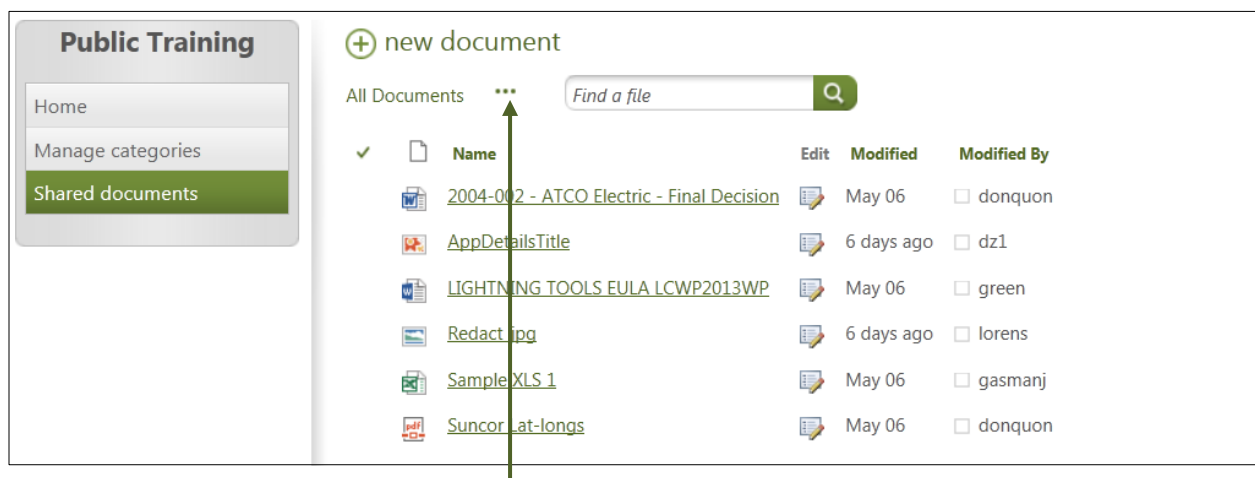 Public Training
Home
Manage categories
Shared documents
new document
All Documents ••• Find a file
Name Edit Modified Modified By
2004-002 - ATCO Electric - Final Decision May 06 donquon
AppDetailsTitle 6 days ago dz1
LIGHTNING TOOLS EULA LCWP2013WP May 06 green
Redact jpg 6 days ago lorens
Sample XLS 1 May 06 gasmanj
Suncor Lat-longs May 06 donquon